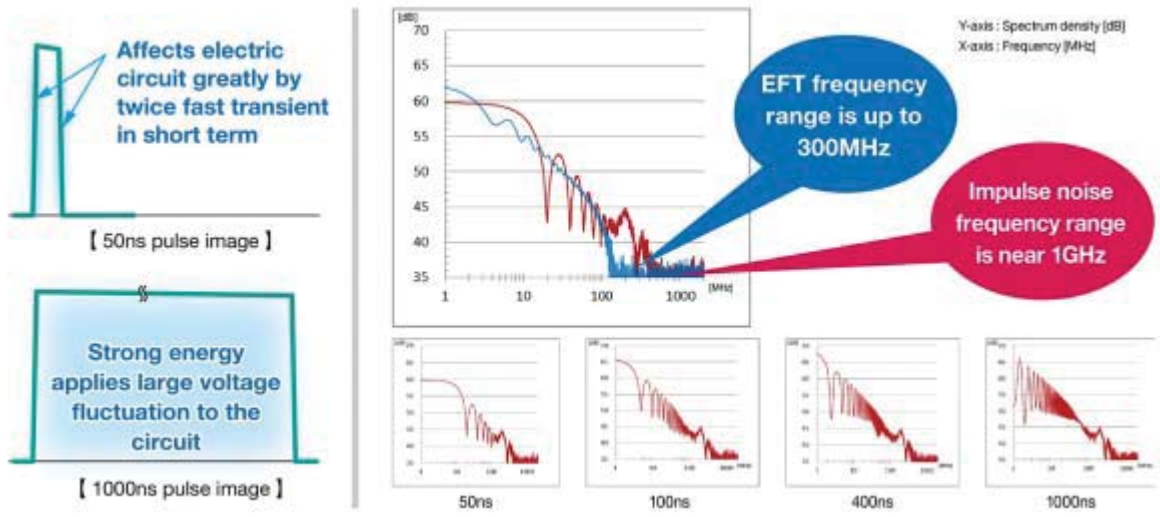 Affects electric
circuit greatly by
twice fast transient
in short term
【 50ns pulse image 】
Strong energy
applies large voltage
fluctuation to the
circuit
【 1000ns pulse image 】
[dB]
70
65
60
55
50
45
40
35
1
10
100
1000
[MHz]
Y-axis : Spectrum density [dB]
X-axis : Frequency [MHz]
EFT frequency
range is up to
300MHz
Impulse noise
frequency range
is near 1GHz
50ns
100ns
400ns
1000ns